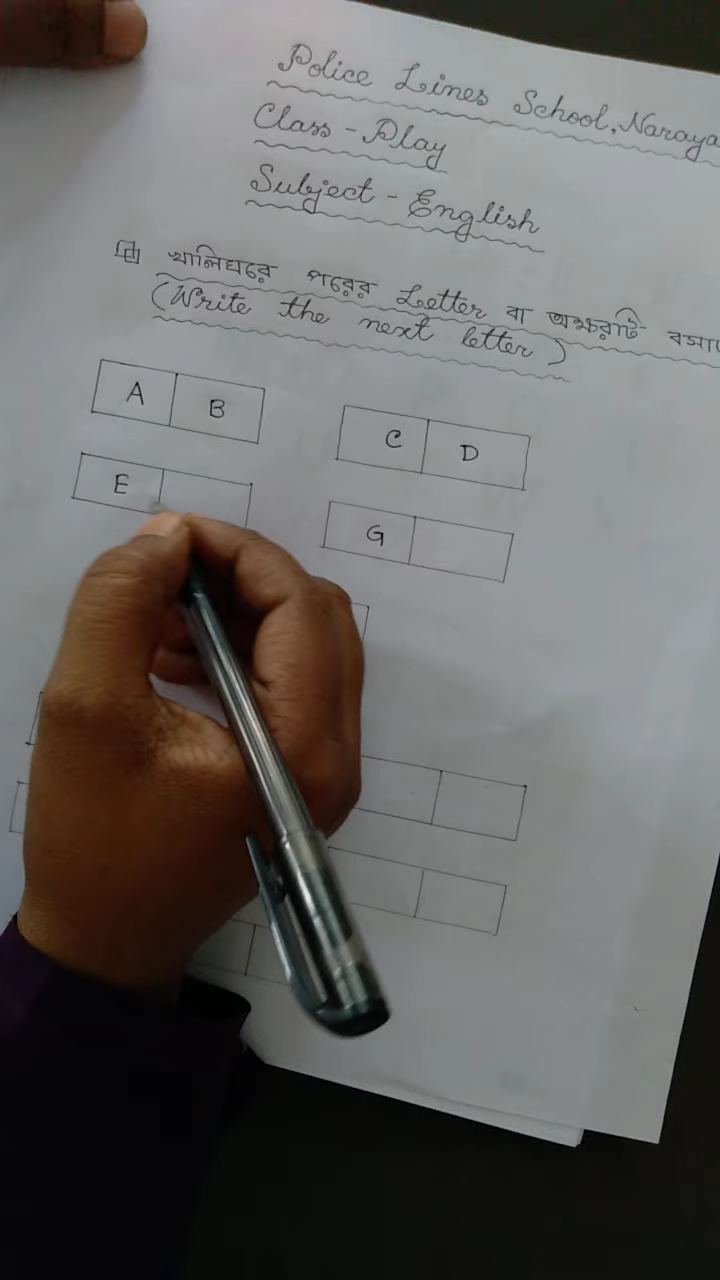 Police Lines School, Naraya
Class - Play
Subject - English
খালিঘরে পরের Letter বা অক্ষরটি বসা
(Write the next letter)
A B C D
E G